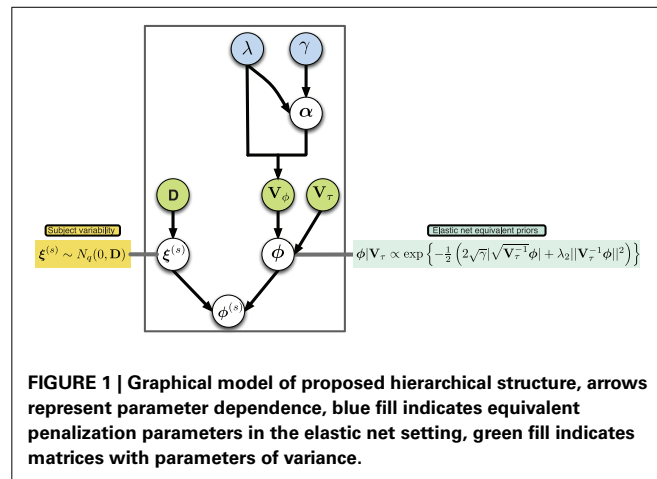 λ
γ
α
D
V_ϕ
V_τ
Subject variability
Elastic net equivalent priors
ξ^(s) ∼ N_q(0, D)
ξ^(s)
ϕ
ϕ|V_τ ∝ exp{−1/2 (2√γ|√V_τ^−1 ϕ| + λ_2||V_τ^−1 ϕ||^2)}
ϕ^(s)
FIGURE 1 | Graphical model of proposed hierarchical structure, arrows
represent parameter dependence, blue fill indicates equivalent
penalization parameters in the elastic net setting, green fill indicates
matrices with parameters of variance.